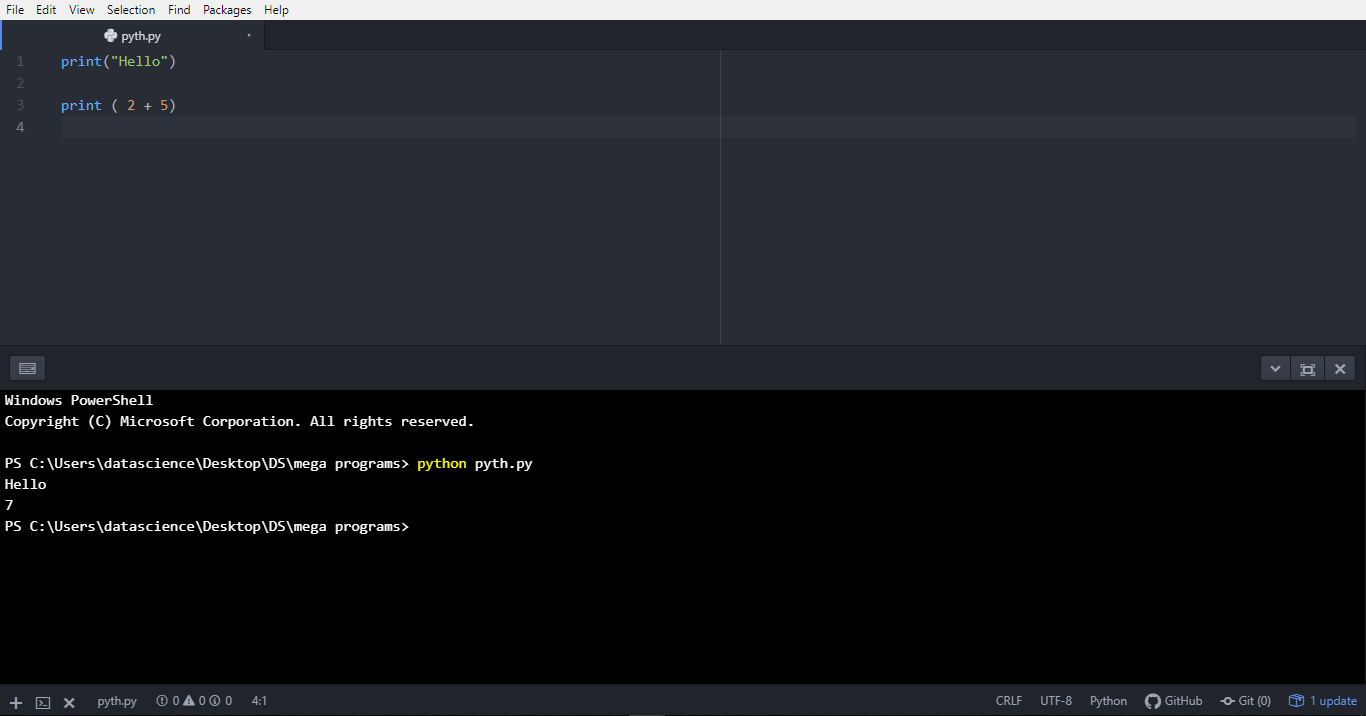 File Edit View Selection Find Packages Help
pyth.py
1 print("Hello")
2
3 print ( 2 + 5)
4
Windows PowerShell
Copyright (C) Microsoft Corporation. All rights reserved.
PS C:\Users\datascience\Desktop\DS\mega programs> python pyth.py
Hello
7
PS C:\Users\datascience\Desktop\DS\mega programs>
pyth.py 0 0 0 4:1 CRLF UTF-8 Python GitHub Git (0) 1 update